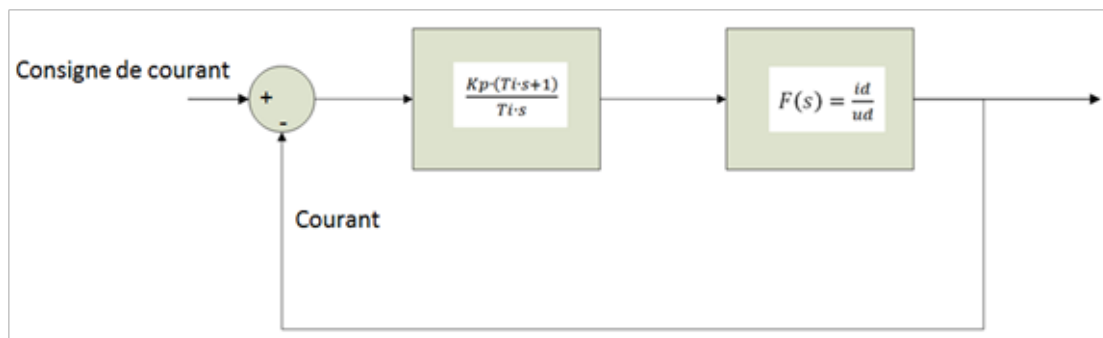 Consigne de courant
+
-
Kp·(Ti·s+1)
Ti·s
F(s) = id
ud
Courant